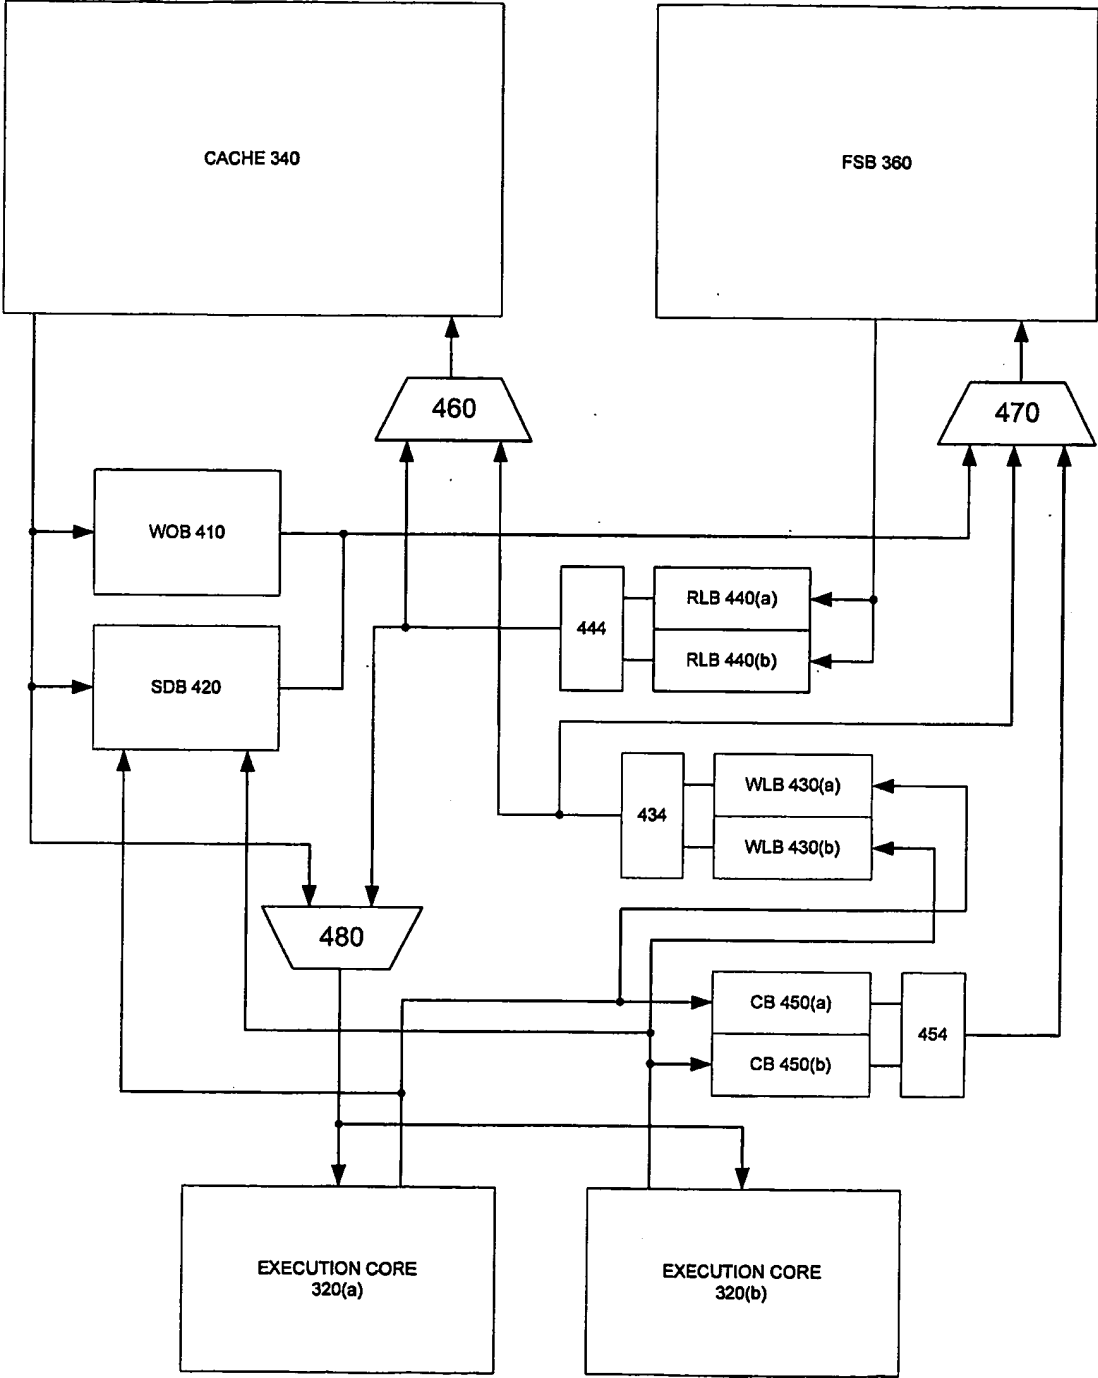 CACHE 340
FSB 360
460
470
WOB 410
RLB 440(a)
444
RLB 440(b)
SDB 420
WLB 430(a)
434
WLB 430(b)
480
CB 450(a)
454
CB 450(b)
EXECUTION CORE
320(a)
EXECUTION CORE
320(b)